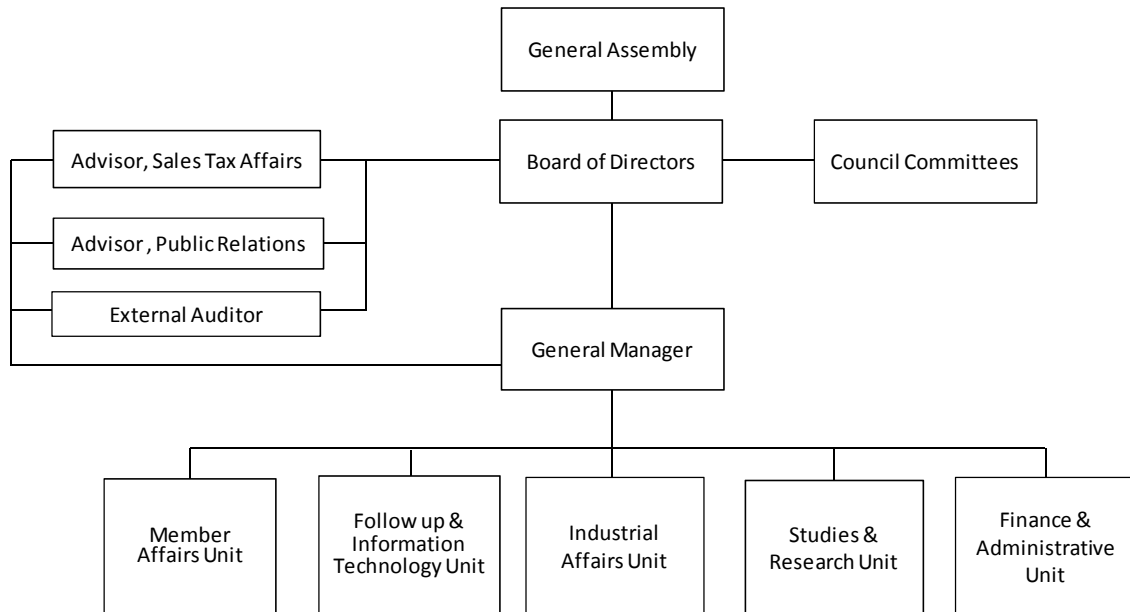 General Assembly
Advisor, Sales Tax Affairs
Board of Directors
Council Committees
Advisor , Public Relations
External Auditor
General Manager
Member
Affairs Unit
Follow up &
Information
Technology Unit
Industrial
Affairs Unit
Studies &
Research Unit
Finance &
Administrative
Unit